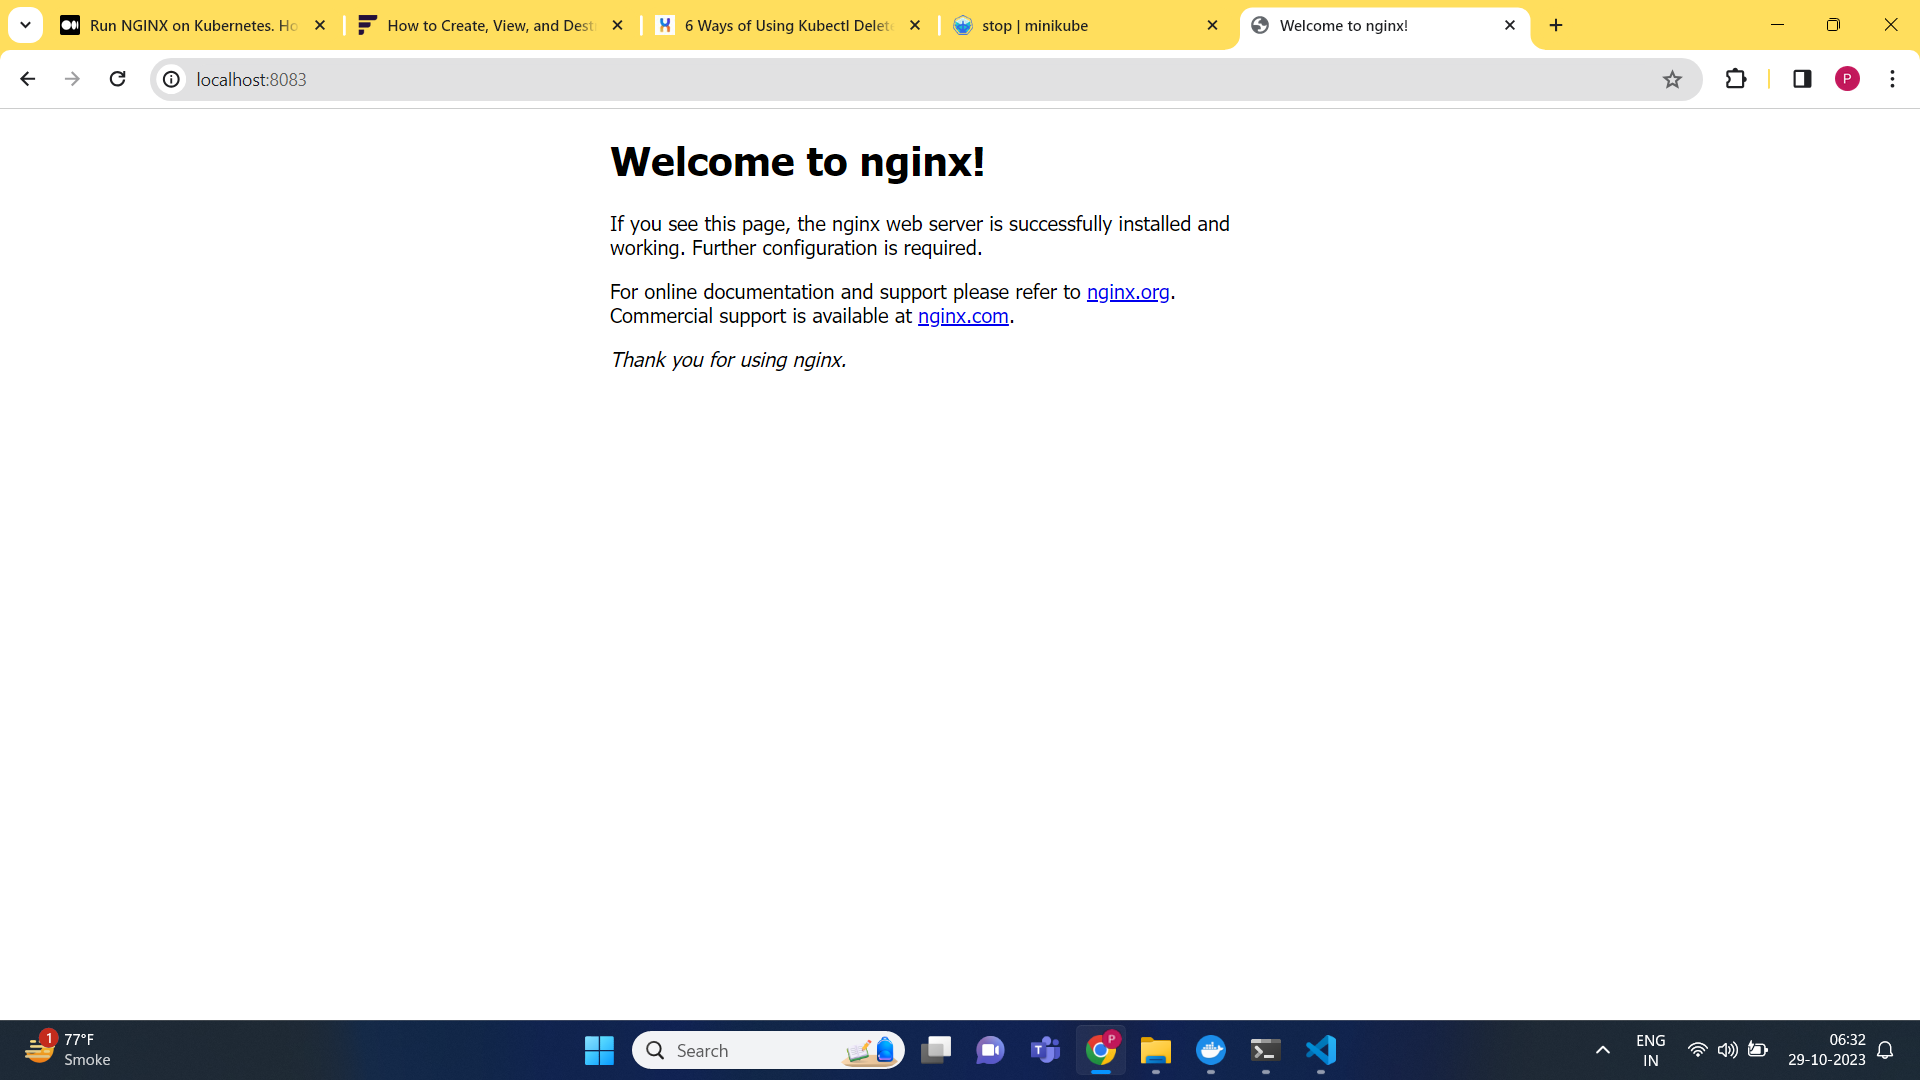 Run NGINX on Kubernetes. Ho
How to Create, View, and Dest
6 Ways of Using Kubectl Delete
stop | minikube
Welcome to nginx!
localhost:8083
P
Welcome to nginx!
If you see this page, the nginx web server is successfully installed and
working. Further configuration is required.
For online documentation and support please refer to nginx.org.
Commercial support is available at nginx.com.
Thank you for using nginx.
1
77°F
Smoke
Search
P
ENG
IN
06:32
29-10-2023